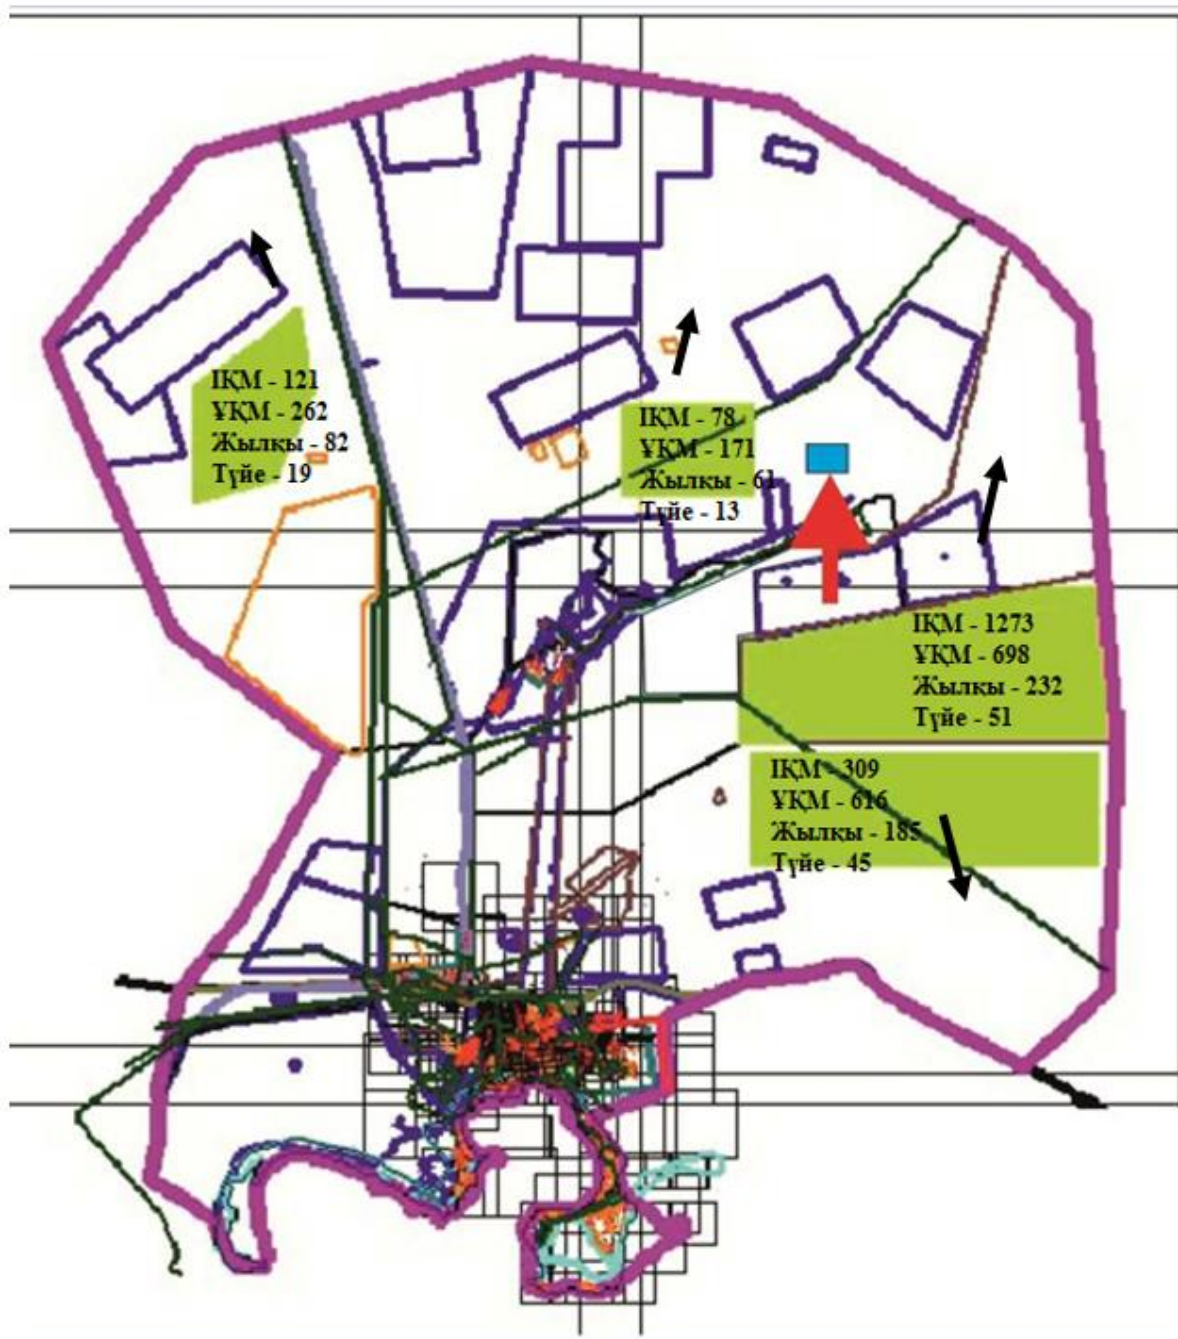 ІҚМ - 121
ҰҚМ - 262
Жылқы - 82
Түйе - 19
ІҚМ - 78
ҰҚМ - 171
Жылқы - 61
Түйе - 13
ІҚМ - 1273
ҰҚМ - 698
Жылқы - 232
Түйе - 51
ІҚМ - 309
ҰҚМ - 616
Жылқы - 185
Түйе - 45